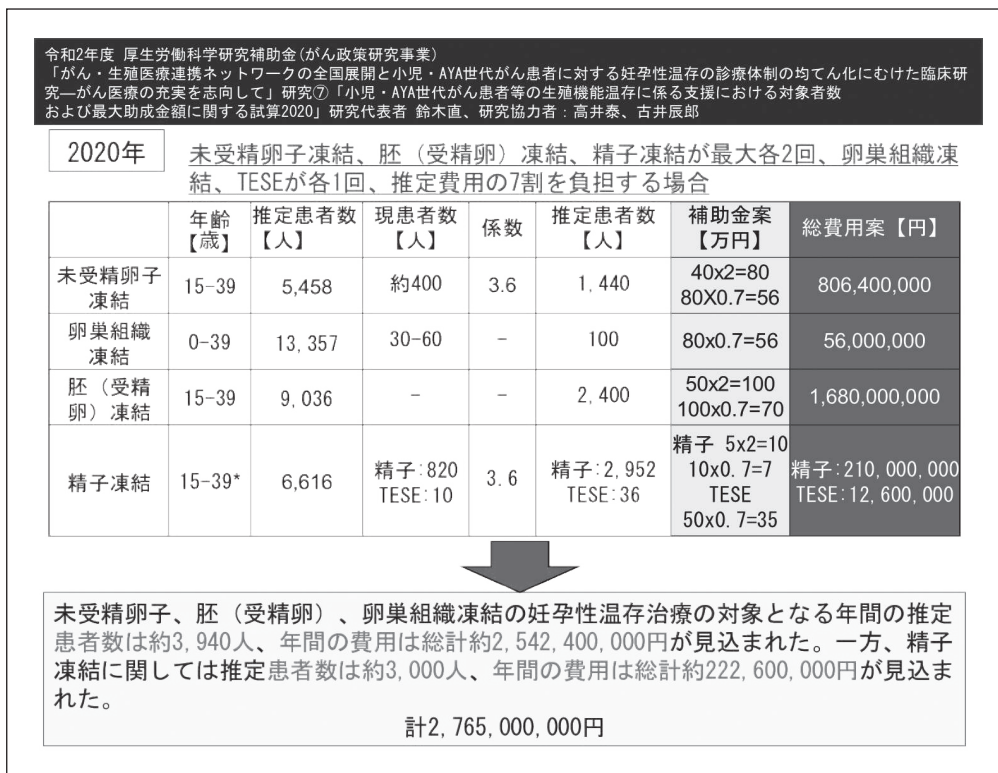 令和2年度 厚生労働科学研究補助金(がん政策研究事業)
「がん・生殖医療連携ネットワークの全国展開と小児・AYA世代がん患者に対する妊孕性温存の診療体制の均てん化にむけた臨床研
究―がん医療の充実を志向して」研究⑦「小児・AYA世代がん患者等の生殖機能温存に係る支援における対象者数
および最大助成金額に関する試算2020」研究代表者 鈴木直、研究協力者：高井泰、古井辰郎
2020年
未受精卵子凍結、胚（受精卵）凍結、精子凍結が最大各2回、卵巣組織凍
結、TESEが各1回、推定費用の7割を負担する場合
年齢
【歳】
推定患者数
【人】
現患者数
【人】
係数
推定患者数
【人】
補助金案
【万円】
総費用案【円】
未受精卵子
凍結
15-39
5,458
約400
3.6
1,440
40x2=80
80X0.7=56
806,400,000
卵巣組織
凍結
0-39
13,357
30-60
-
100
80x0.7=56
56,000,000
胚（受精
卵）凍結
15-39
9,036
-
-
2,400
50x2=100
100x0.7=70
1,680,000,000
精子凍結
15-39*
6,616
精子:820
TESE:10
3.6
精子:2,952
TESE:36
精子 5x2=10
10x0.7=7
TESE
50x0.7=35
精子:210,000,000
TESE:12,600,000
未受精卵子、胚（受精卵）、卵巣組織凍結の妊孕性温存治療の対象となる年間の推定
患者数は約3,940人、年間の費用は総計約2,542,400,000円が見込まれた。一方、精子
凍結に関しては推定患者数は約3,000人、年間の費用は総計約222,600,000円が見込ま
れた。
計2,765,000,000円